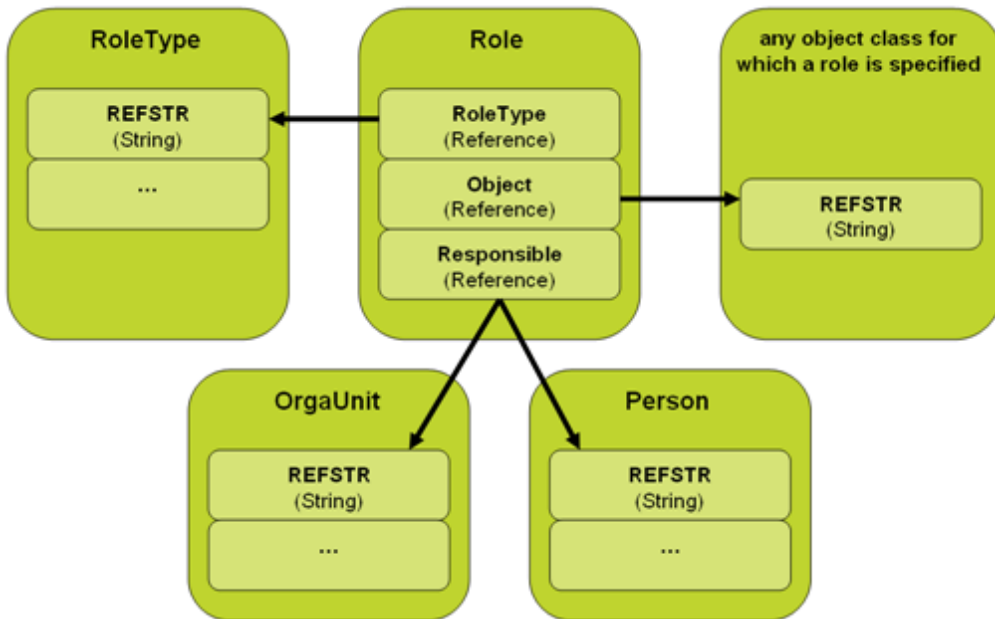 RoleType
REFSTR
(String)
...
Role
RoleType
(Reference)
Object
(Reference)
Responsible
(Reference)
any object class for
which a role is specified
REFSTR
(String)
OrgaUnit
REFSTR
(String)
...
Person
REFSTR
(String)
...